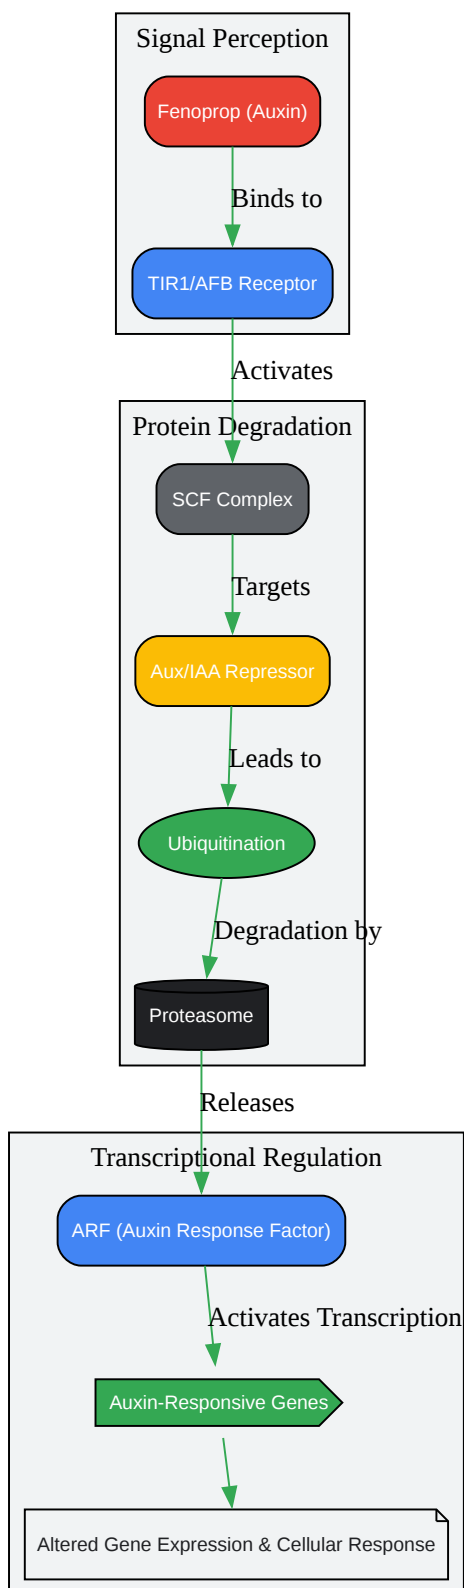 Signal Perception
Fenoprop (Auxin)
Binds to
TIR1/AFB Receptor
Activates
Protein Degradation
SCF Complex
Targets
Aux/IAA Repressor
Leads to
Ubiquitination
Degradation by
Proteasome
Releases
Transcriptional Regulation
ARF (Auxin Response Factor)
Activates Transcription
Auxin-Responsive Genes
Altered Gene Expression & Cellular Response